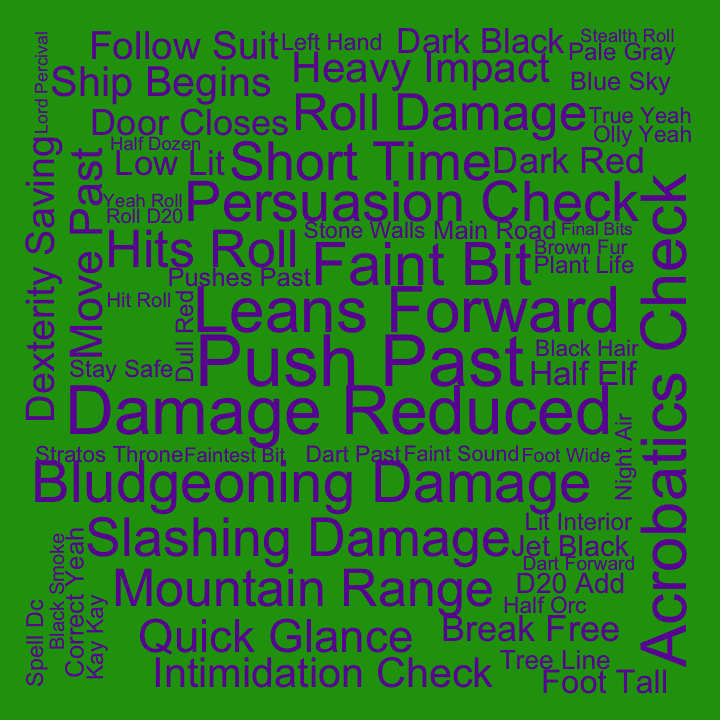 Follow Suit
Left Hand
Dark Black
Stealth Roll
Pale Gray
Lord Percival
Ship Begins
Heavy Impact
Blue Sky
Door Closes
Roll Damage
True Yeah
Olly Yeah
Half Dozen
Low Lit
Short Time
Dark Red
Dexterity Saving
Move Past
Yeah Roll
Roll D20
Persuasion Check
Acrobatics Check
Stone Walls
Main Road
Final Bits
Hits Roll
Faint Bit
Brown Fur
Plant Life
Pushes Past
Hit Roll
Dull Red
Leans Forward
Push Past
Black Hair
Stay Safe
Half Elf
Damage Reduced
Night Air
Stratos Throne
Faintest Bit
Dart Past
Faint Sound
Foot Wide
Bludgeoning Damage
Slashing Damage
Lit Interior
Jet Black
Black Smoke
Correct Yeah
Dart Forward
Mountain Range
D20 Add
Spell Dc
Kay Kay
Half Orc
Quick Glance
Break Free
Intimidation Check
Tree Line
Foot Tall